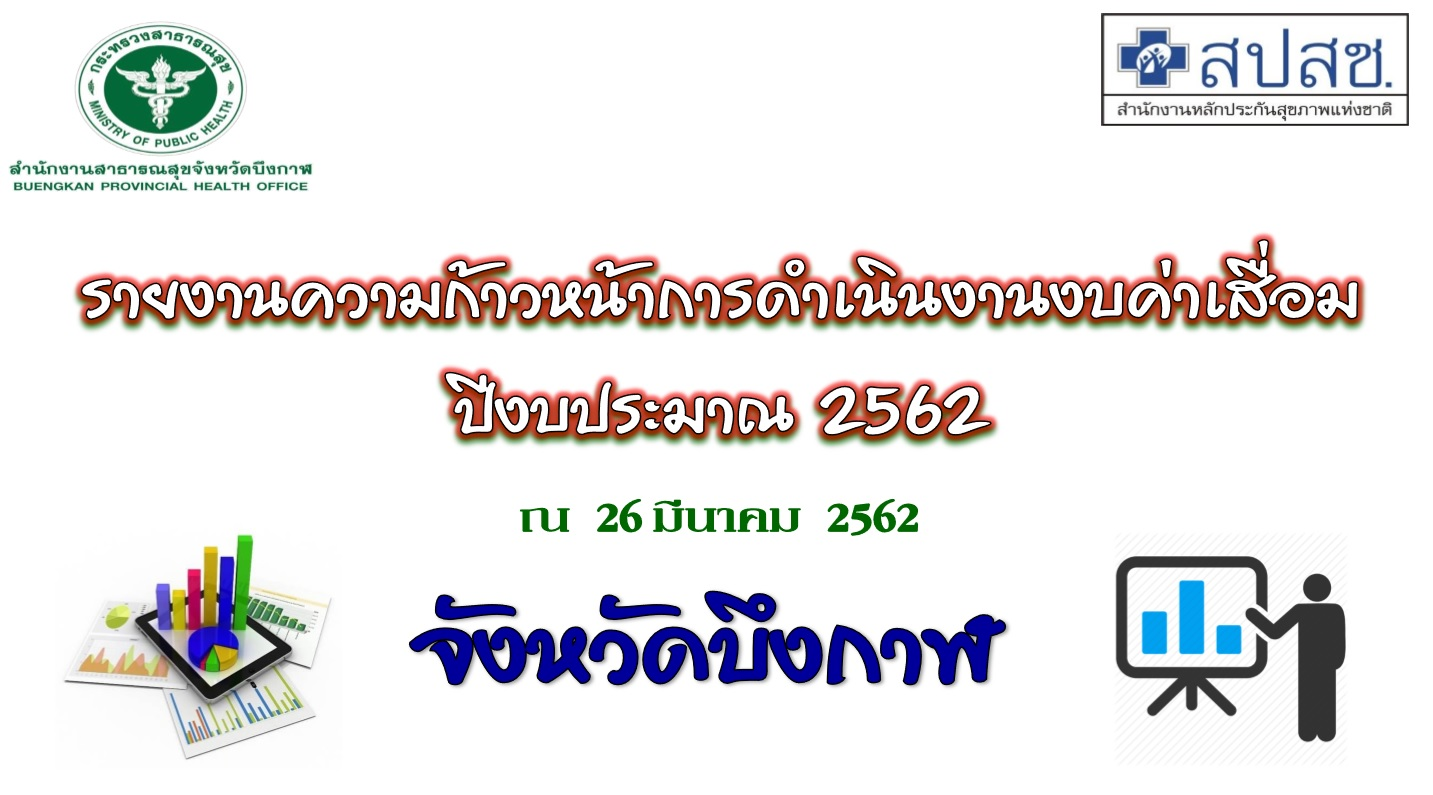 กระทรวงสาธารณสุข
MINISTRY OF PUBLIC HEALTH
สำนักงานสาธารณสุขจังหวัดบึงกาฬ
BUENGKAN PROVINCIAL HEALTH OFFICE
สปสช.
สำนักงานหลักประกันสุขภาพแห่งชาติ
รายงานความก้าวหน้าการดำเนินงานงบค่าเสื่อม
ปีงบประมาณ 2562
ณ 26 มีนาคม 2562
จังหวัดบึงกาฬ